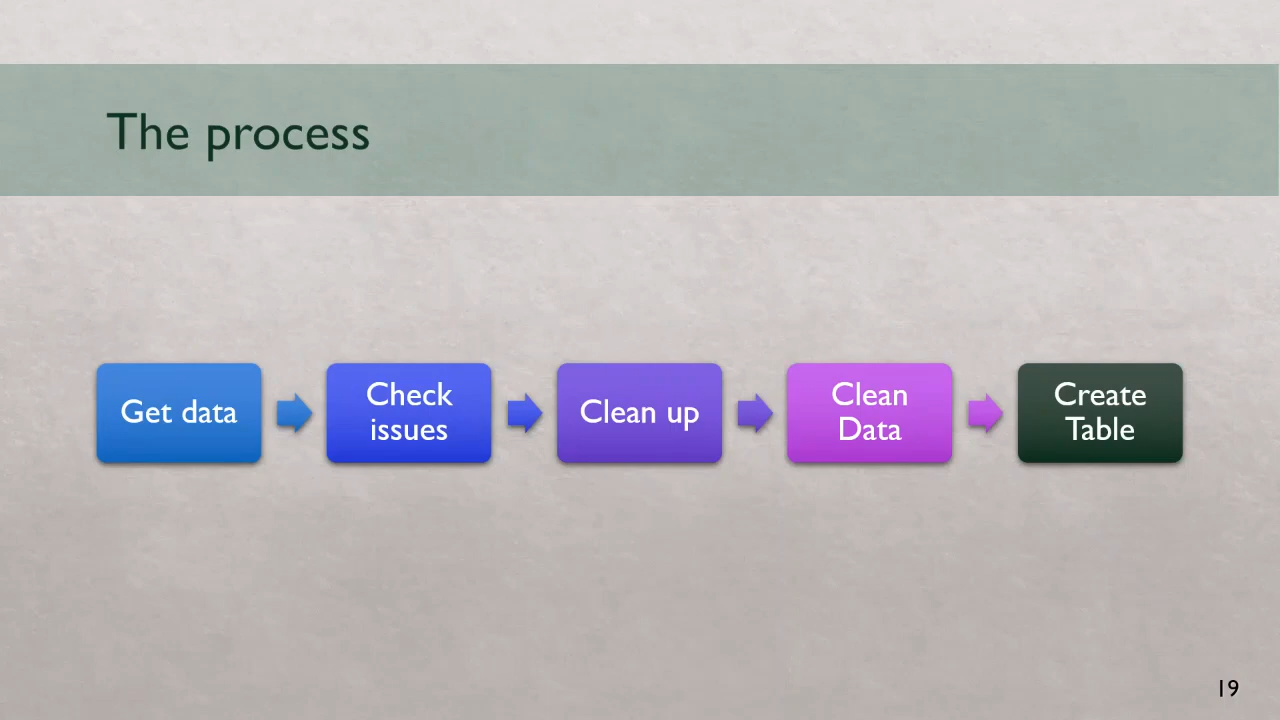 The process
Get data
Check
issues
Clean up
Clean
Data
Create
Table
19